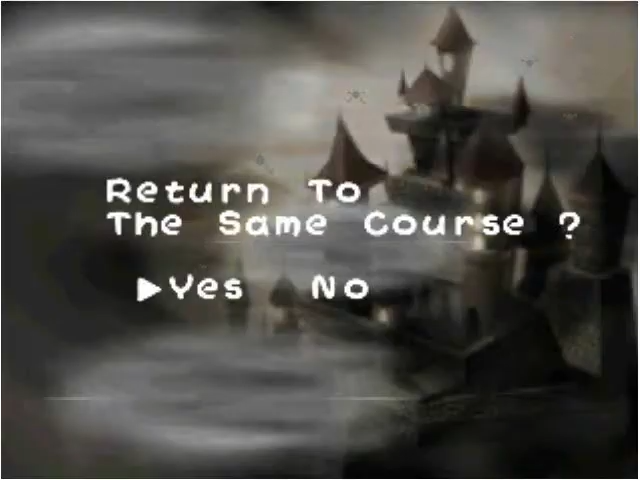 Return To
The Same Course ?
▶Yes No